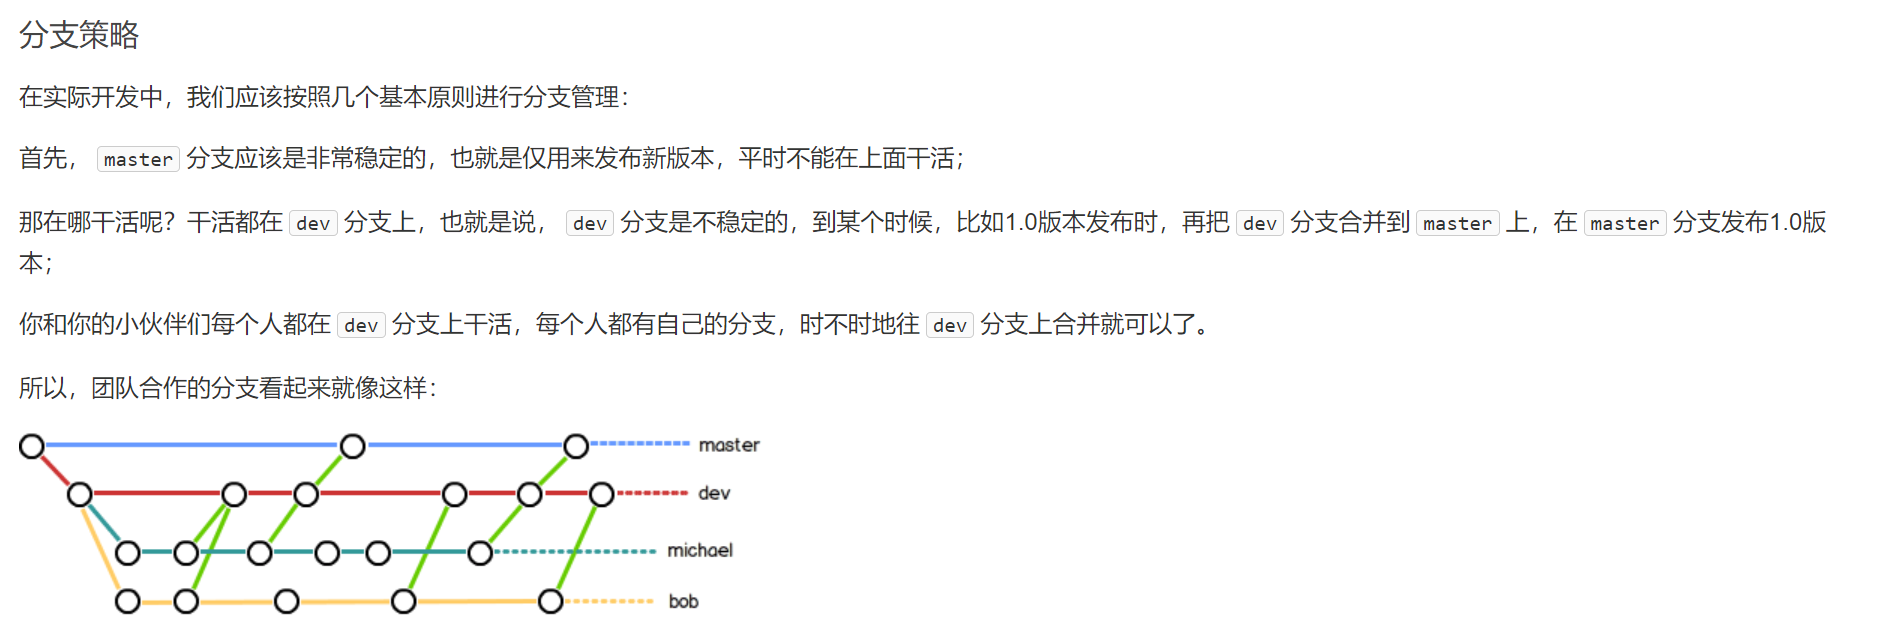 分支策略
在实际开发中，我们应该按照几个基本原则进行分支管理：
首先， master 分支应该是非常稳定的，也就是仅用来发布新版本，平时不能在上面干活；
那在哪干活呢？干活都在 dev 分支上，也就是说， dev 分支是不稳定的，到某个时候，比如1.0版本发布时，再把 dev 分支合并到 master 上，在 master 分支发布1.0版
本；
你和你的小伙伴们每个人都在 dev 分支上干活，每个人都有自己的分支，时不时地往 dev 分支上合并就可以了。
所以，团队合作的分支看起来就像这样：
master
dev
michael
bob